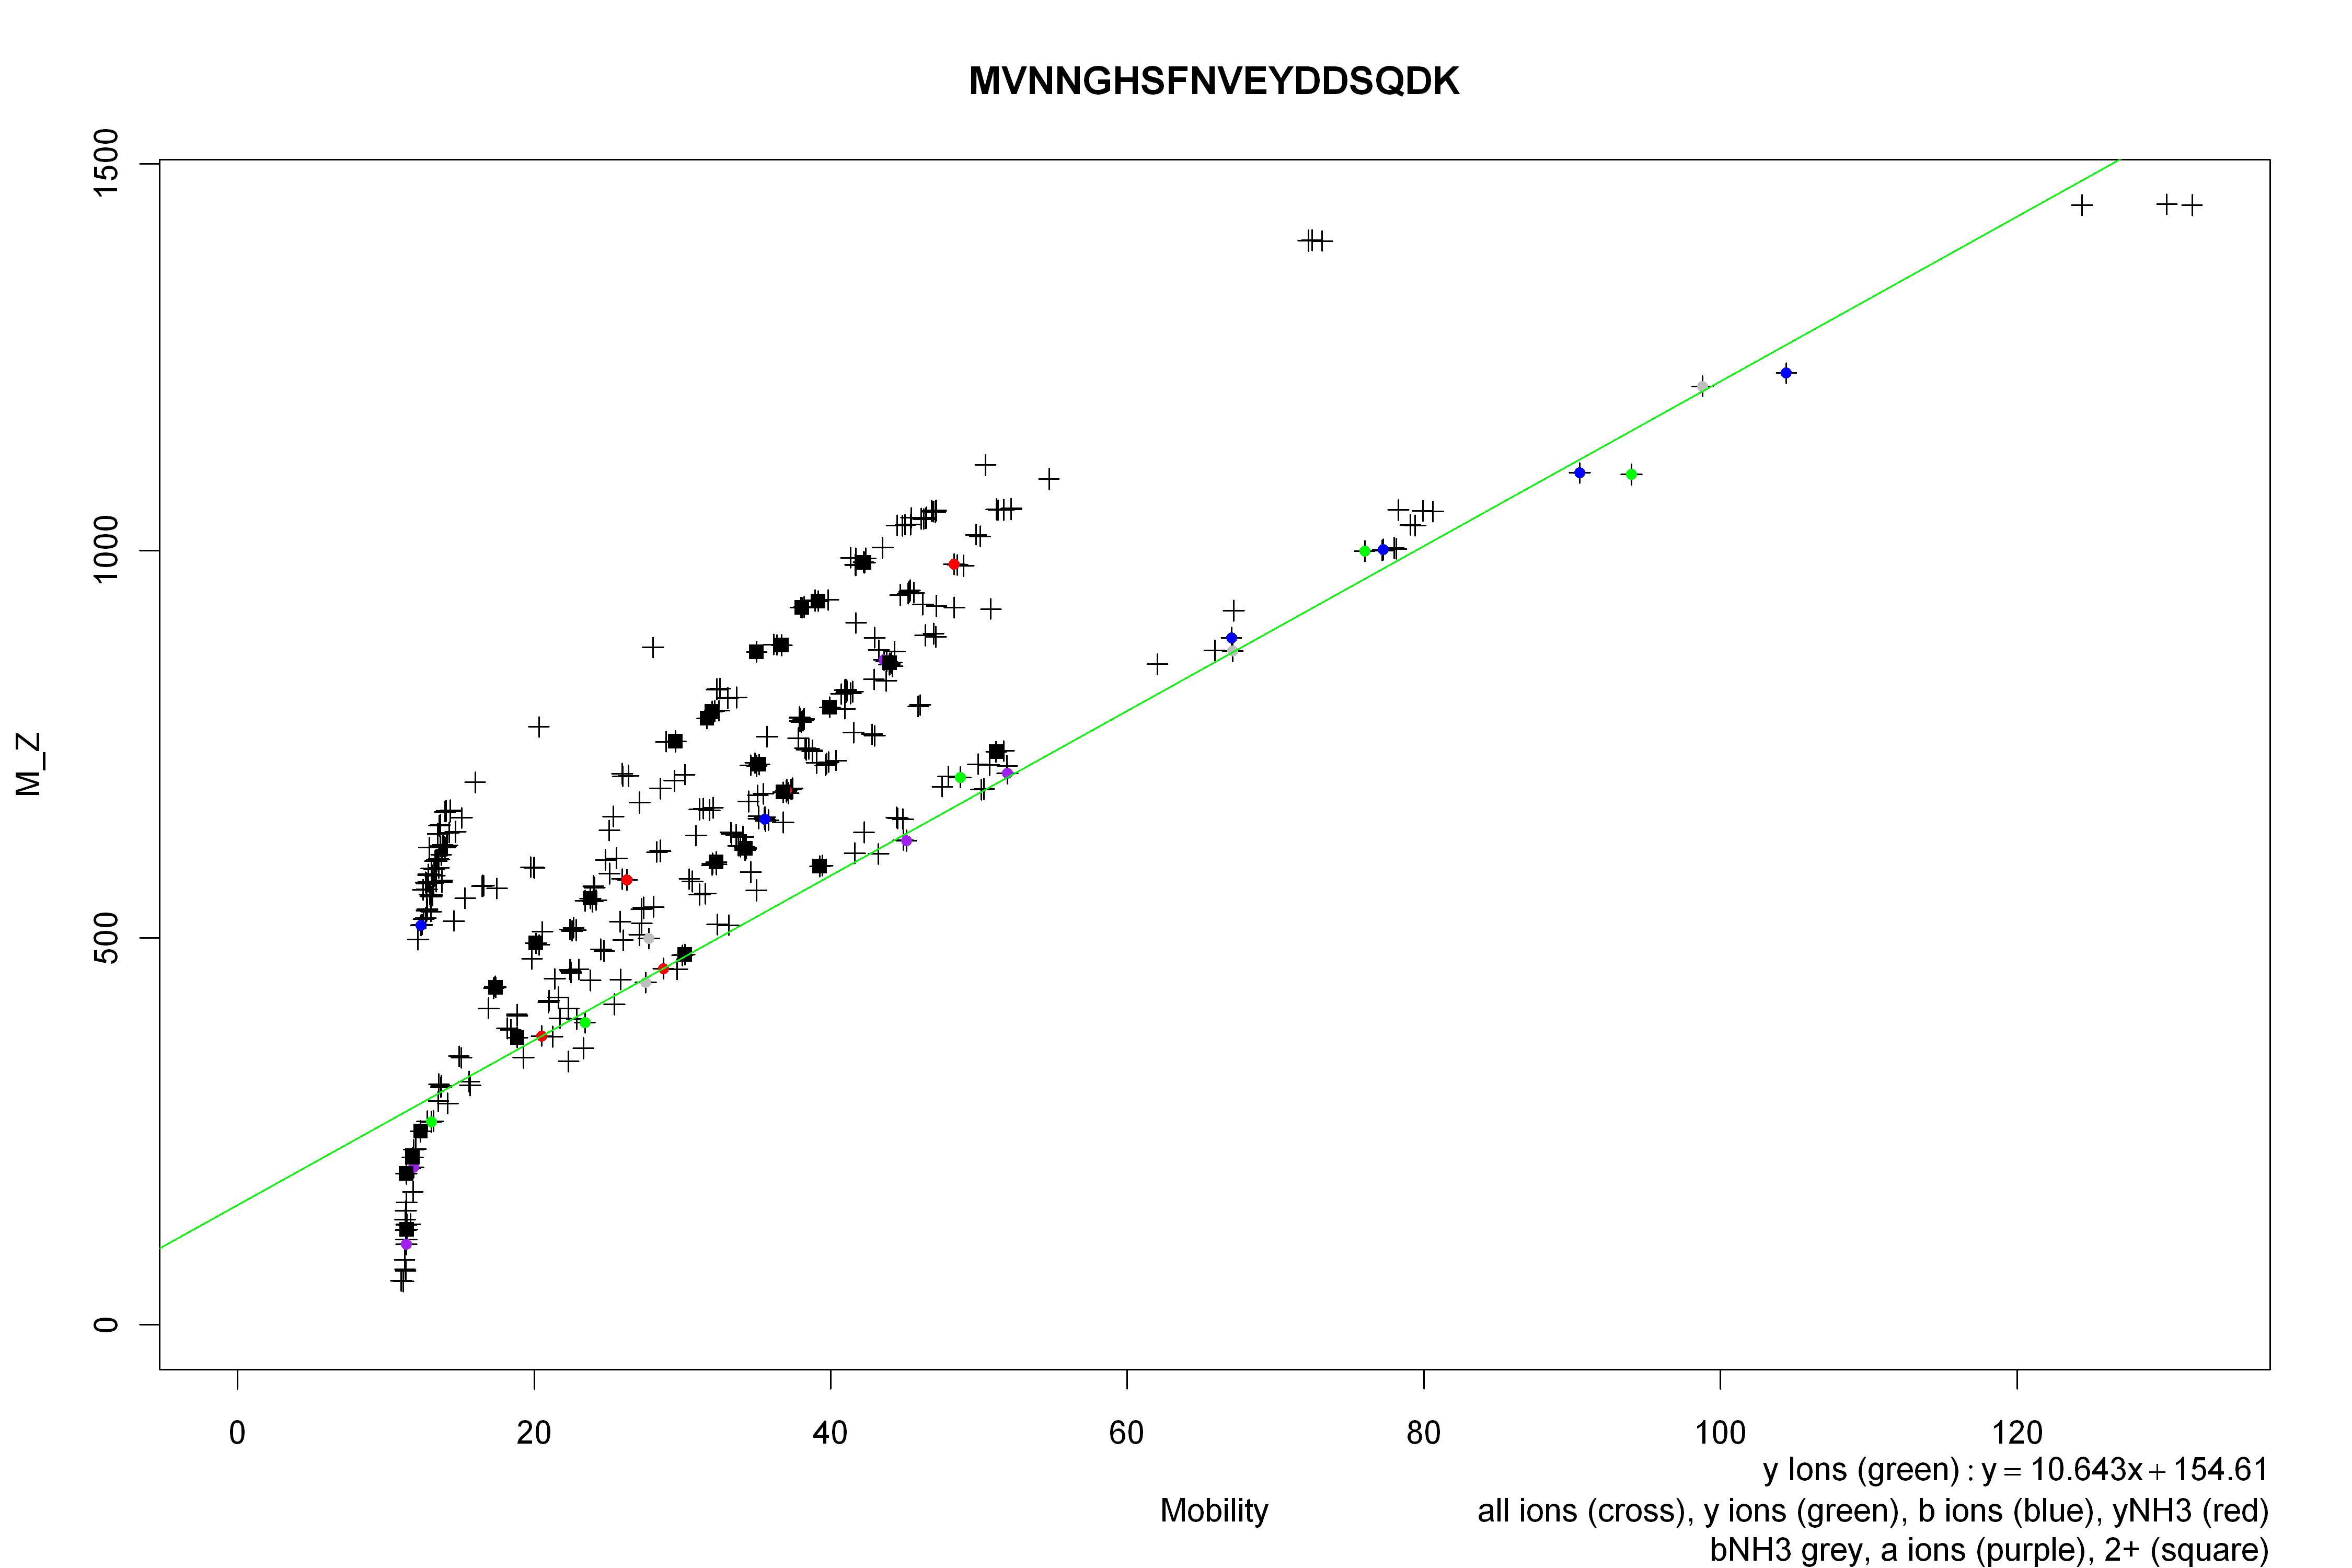 MVNNGHSFNVEYDDSQDK
1500
1000
500
0
M_Z
0 20 40 60 80 100 120
y Ions (green) : y = 10.643x + 154.61
Mobility
all ions (cross), y ions (green), b ions (blue), yNH3 (red)
bNH3 grey, a ions (purple), 2+ (square)